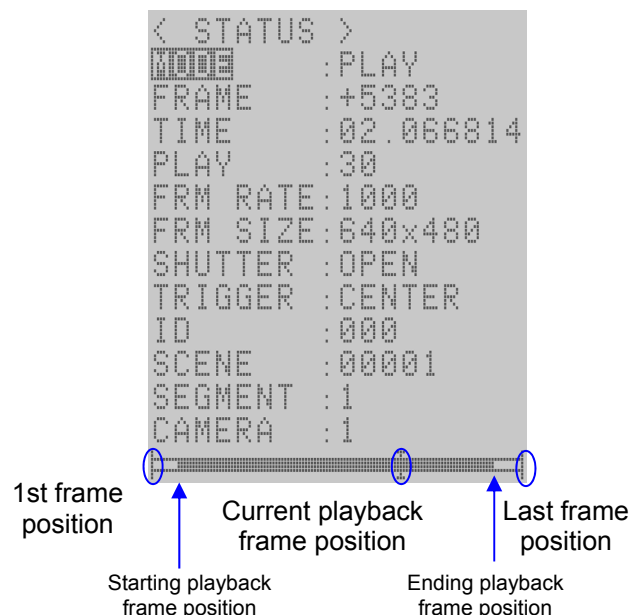 < STATUS >
MODE :PLAY
FRAME :+5383
TIME :02.066814
PLAY :30
FRM RATE:1000
FRM SIZE:640x480
SHUTTER :OPEN
TRIGGER :CENTER
ID :000
SCENE :00001
SEGMENT :1
CAMERA :1
1st frame
position
Current playback
frame position
Last frame
position
Starting playback
frame position
Ending playback
frame position